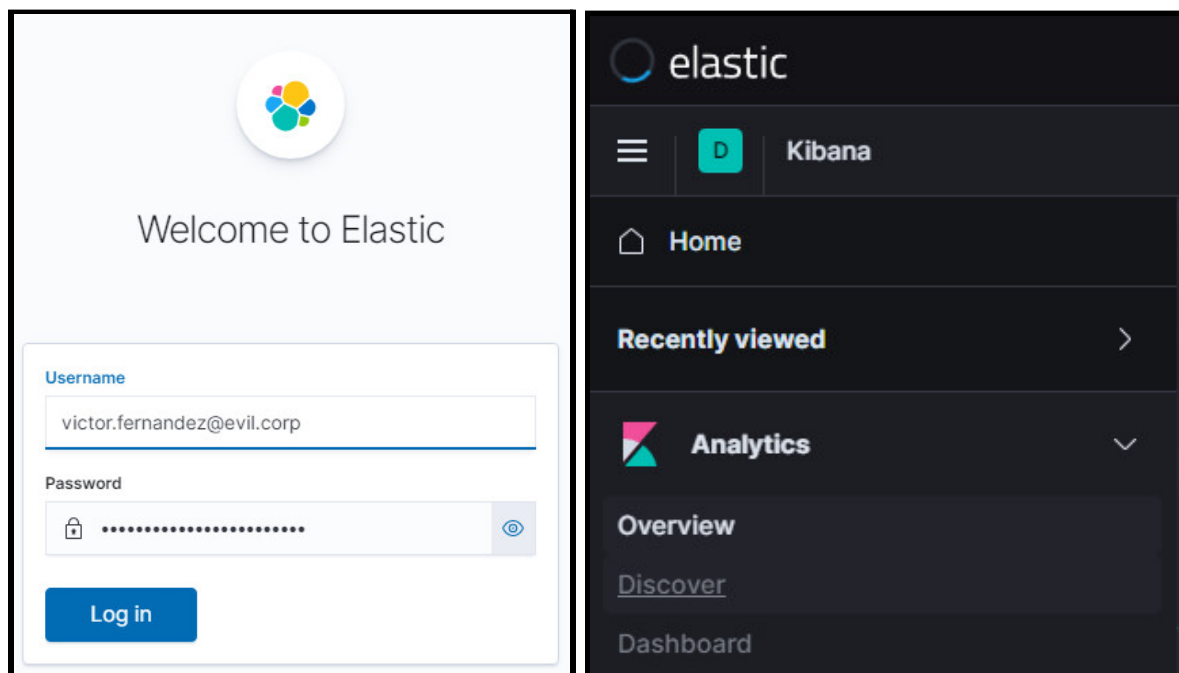 Welcome to Elastic
Username
victor.fernandez@evil.corp
Password
••••••••••••••••••••••••
Log in
elastic
D Kibana
Home
Recently viewed
Analytics
Overview
Discover
Dashboard